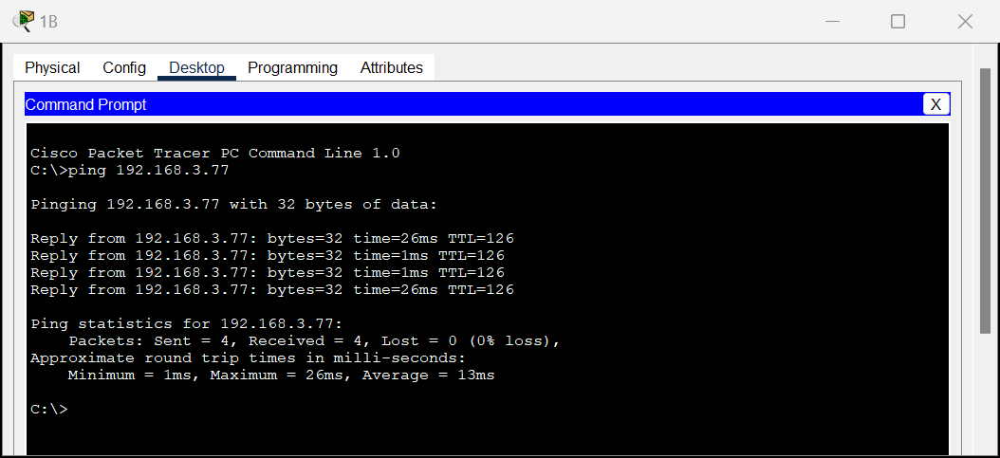 1B
Physical Config Desktop Programming Attributes
Command Prompt X
Cisco Packet Tracer PC Command Line 1.0
C:\>ping 192.168.3.77
Pinging 192.168.3.77 with 32 bytes of data:
Reply from 192.168.3.77: bytes=32 time=26ms TTL=126
Reply from 192.168.3.77: bytes=32 time=1ms TTL=126
Reply from 192.168.3.77: bytes=32 time=1ms TTL=126
Reply from 192.168.3.77: bytes=32 time=26ms TTL=126
Ping statistics for 192.168.3.77:
Packets: Sent = 4, Received = 4, Lost = 0 (0% loss),
Approximate round trip times in milli-seconds:
Minimum = 1ms, Maximum = 26ms, Average = 13ms
C:\>